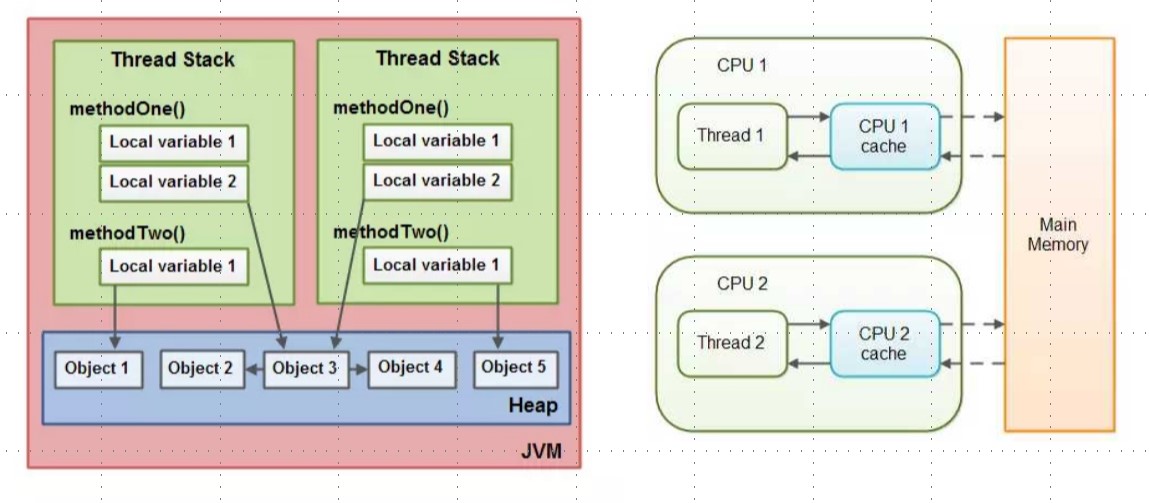 Thread Stack
methodOne()
Local variable 1
Local variable 2
methodTwo()
Local variable 1
Thread Stack
methodOne()
Local variable 1
Local variable 2
methodTwo()
Local variable 1
Object 1
Object 2
Object 3
Object 4
Object 5
Heap
JVM
CPU 1
Thread 1
CPU 1
cache
CPU 2
Thread 2
CPU 2
cache
Main
Memory